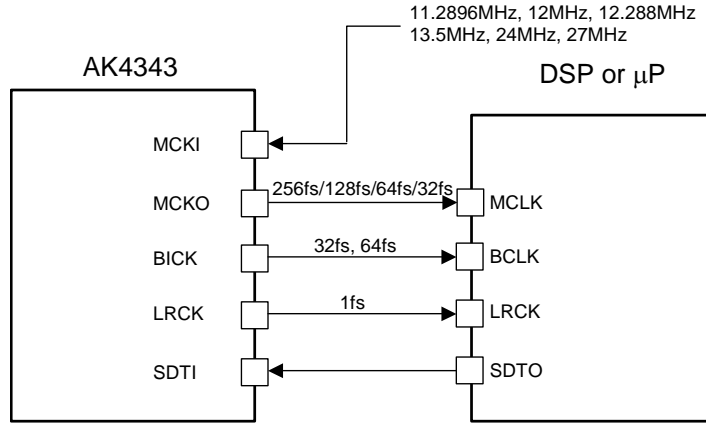 11.2896MHz, 12MHz, 12.288MHz
13.5MHz, 24MHz, 27MHz
AK4343
DSP or μP
MCKI
MCKO
256fs/128fs/64fs/32fs
MCLK
BICK
32fs, 64fs
BCLK
LRCK
1fs
LRCK
SDTI
SDTO